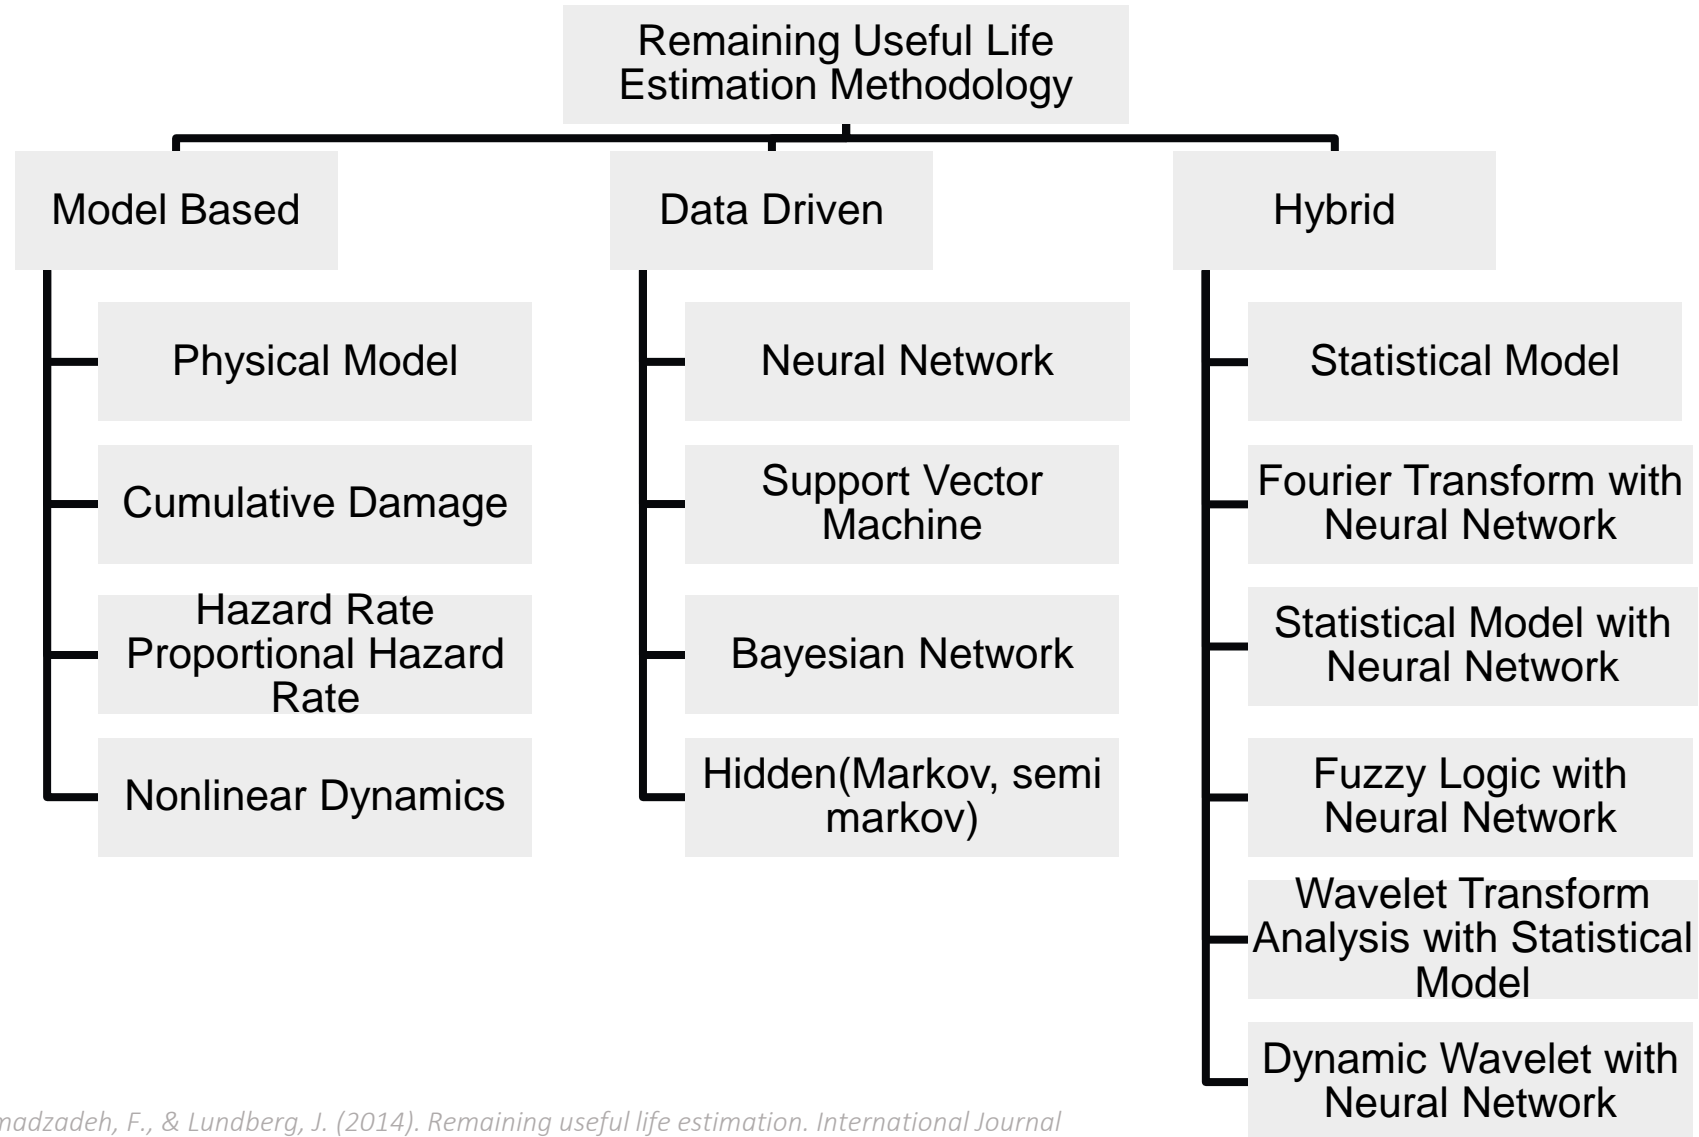 Remaining Useful Life
Estimation Methodology
Model Based
Data Driven
Hybrid
Physical Model
Cumulative Damage
Hazard Rate
Proportional Hazard
Rate
Nonlinear Dynamics
Neural Network
Support Vector
Machine
Bayesian Network
Hidden(Markov, semi
markov)
Statistical Model
Fourier Transform with
Neural Network
Statistical Model with
Neural Network
Fuzzy Logic with
Neural Network
Wavelet Transform
Analysis with Statistical
Model
Dynamic Wavelet with
Neural Network
madzadeh, F., & Lundberg, J. (2014). Remaining useful life estimation. International Journal